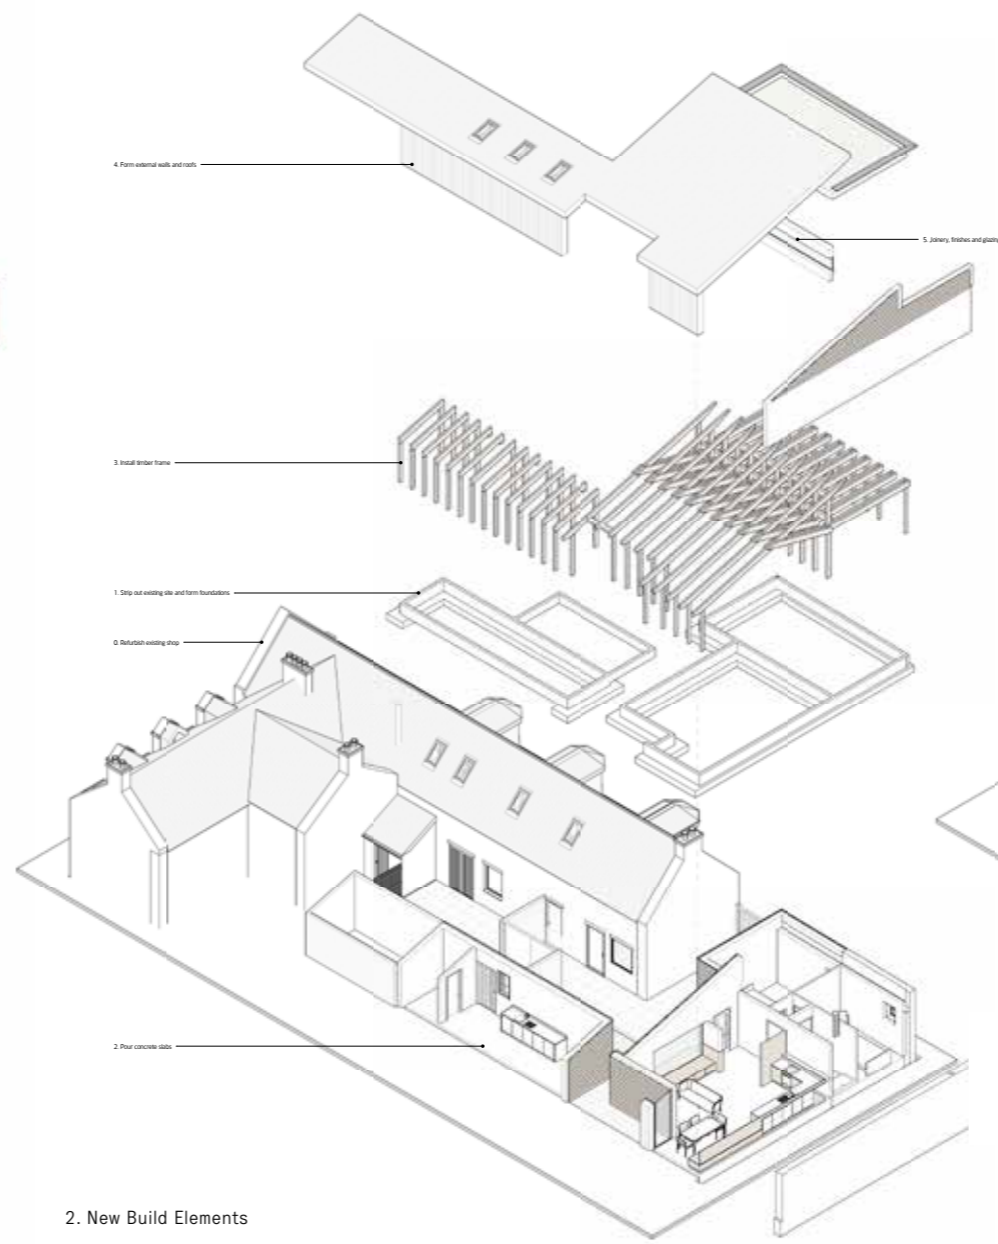 4. Form external walls and roofs
5. Joinery, finishes and glazing
3. Install timber frame
1. Strip out existing site and form foundations
0. Refurbish existing shop
2. Pour concrete slabs
2. New Build Elements